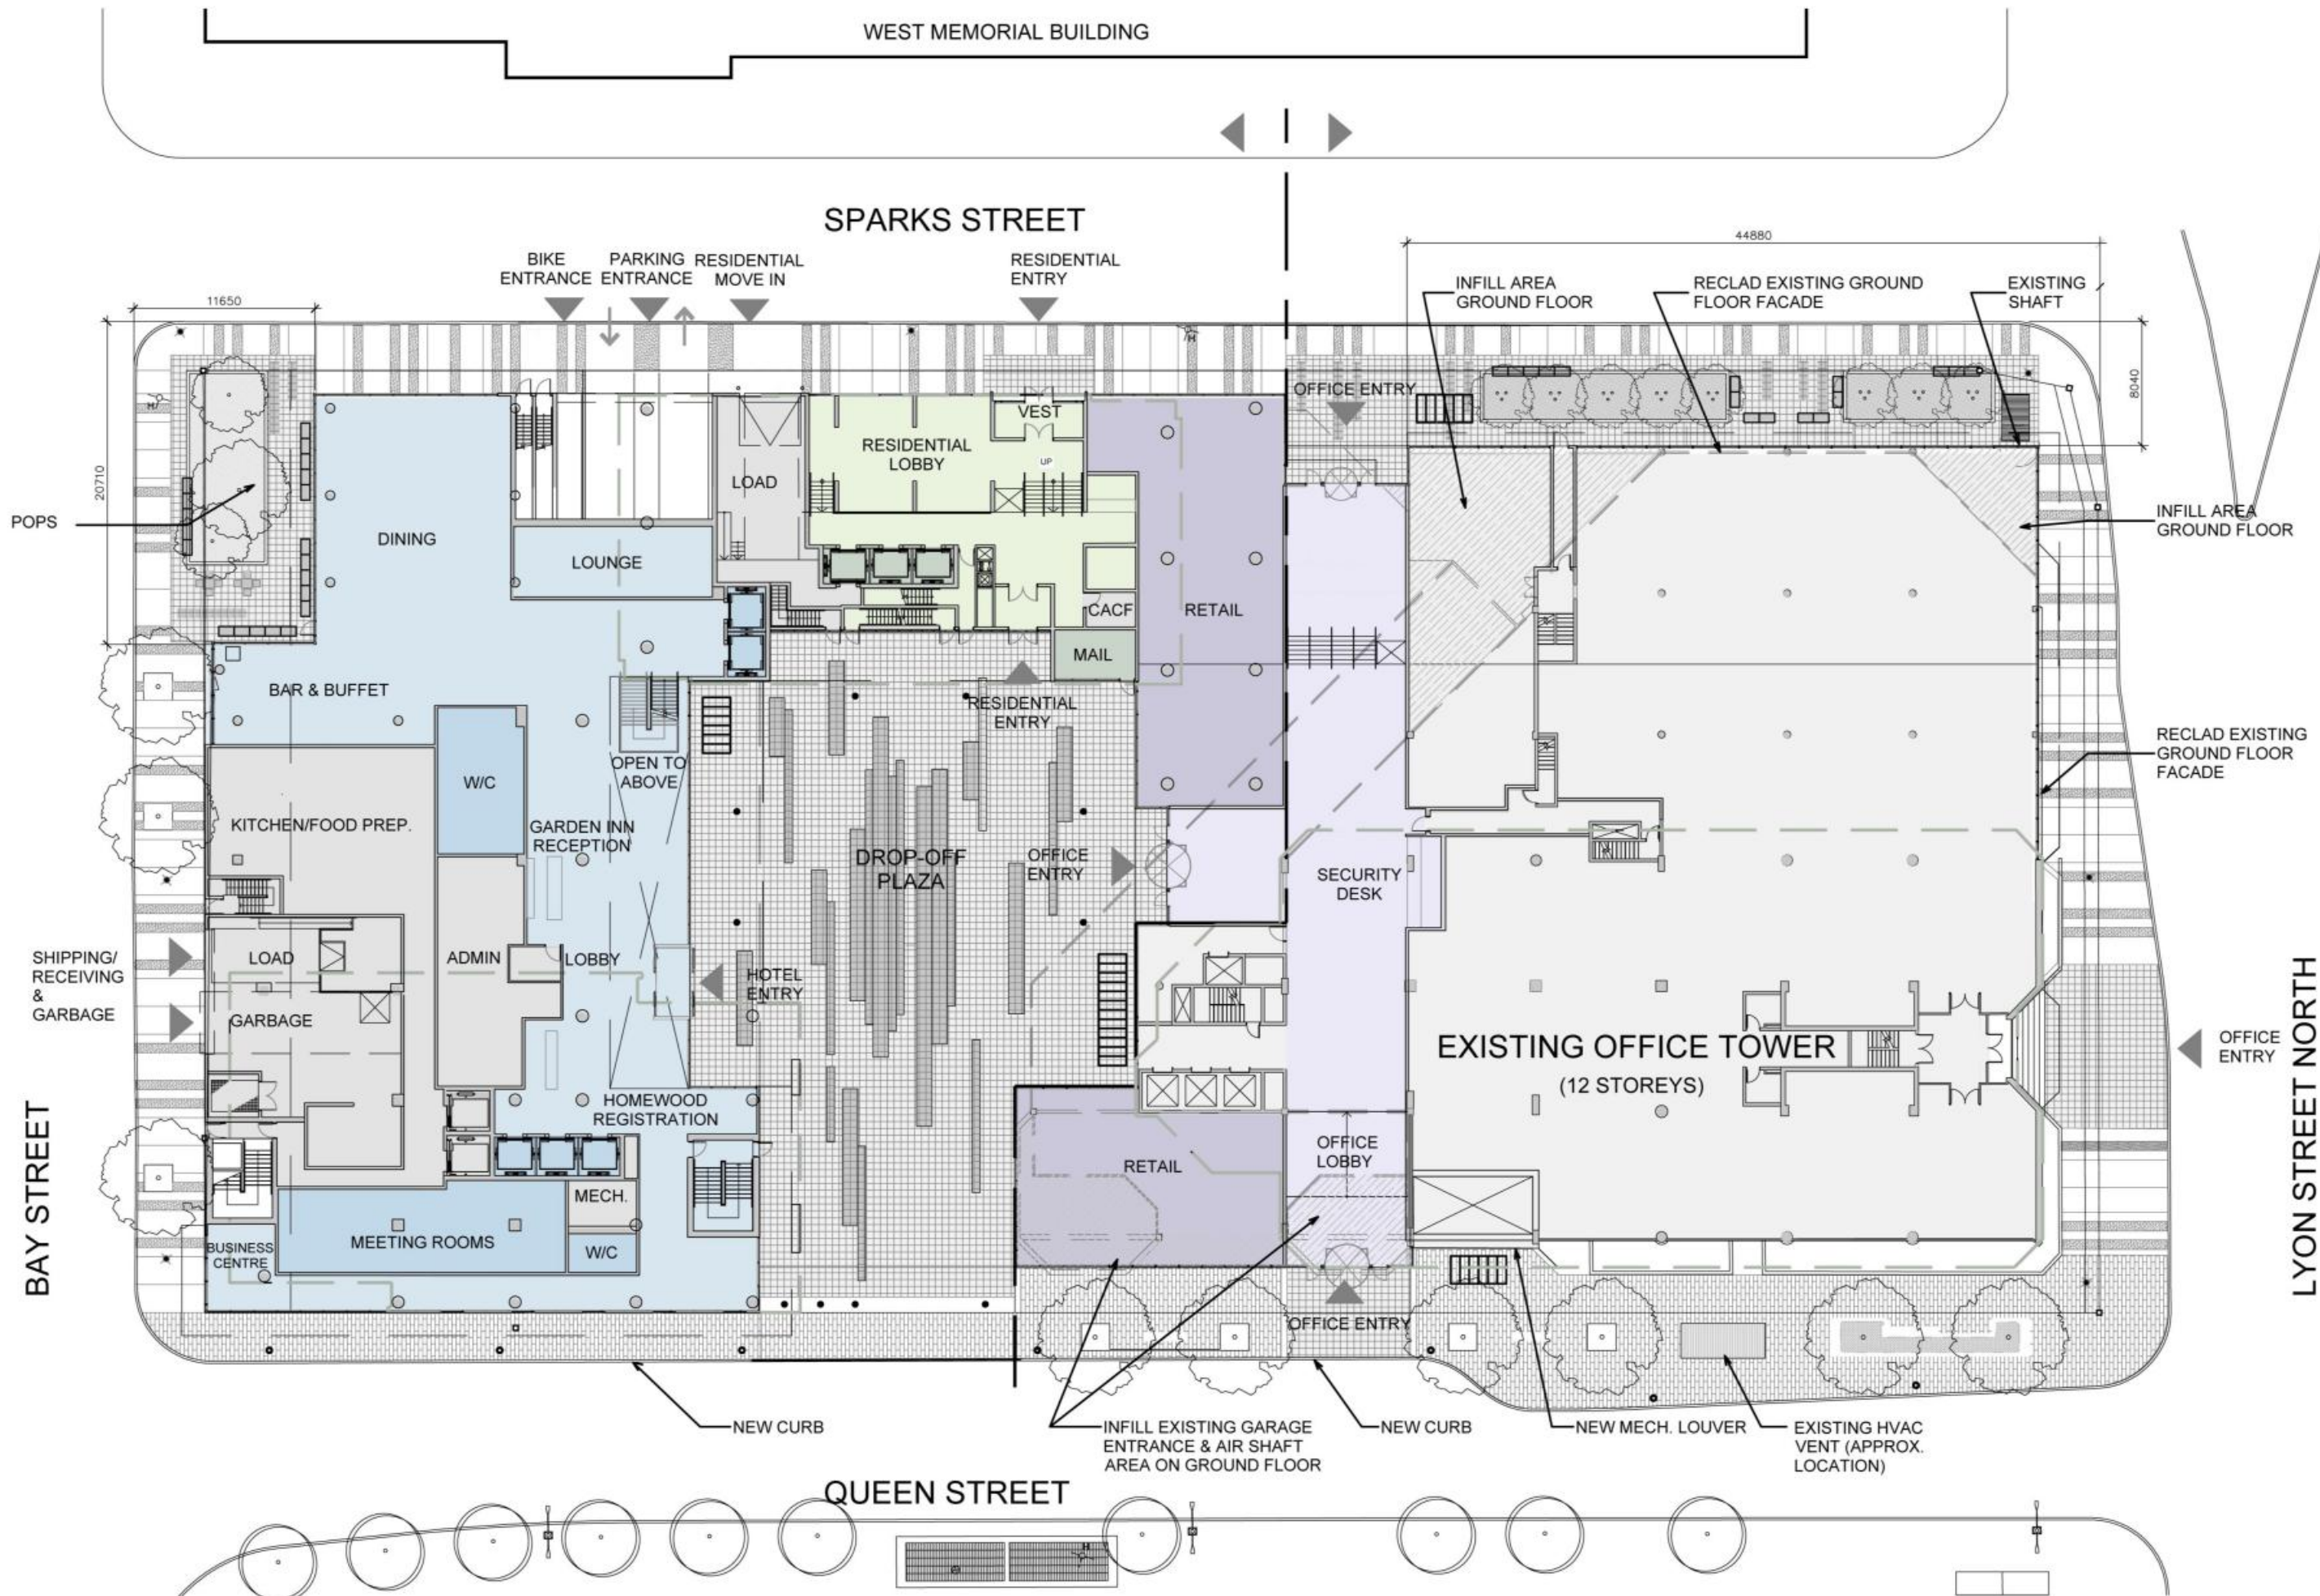 WEST MEMORIAL BUILDING
SPARKS STREET
44880
BIKE
ENTRANCE
PARKING
ENTRANCE
RESIDENTIAL
MOVE IN
RESIDENTIAL
ENTRY
INFILL AREA
GROUND FLOOR
RECLAD EXISTING GROUND
FLOOR FACADE
EXISTING
SHAFT
11650
20710
8040
H
H
OFFICE ENTRY
VEST
RESIDENTIAL
LOBBY
UP
LOAD
POPS
DINING
LOUNGE
INFILL AREA
GROUND FLOOR
CACF
RETAIL
MAIL
BAR & BUFFET
RESIDENTIAL
ENTRY
OPEN TO
ABOVE
W/C
RECLAD EXISTING
GROUND FLOOR
FACADE
KITCHEN/FOOD PREP.
GARDEN INN
RECEPTION
DROP-OFF
PLAZA
OFFICE
ENTRY
SECURITY
DESK
SHIPPING/
RECEIVING
&
GARBAGE
LOAD
ADMIN
LOBBY
HOTEL
ENTRY
GARBAGE
EXISTING OFFICE TOWER
(12 STOREYS)
OFFICE
ENTRY
BAY STREET
LYON STREET NORTH
HOMEWOOD
REGISTRATION
RETAIL
OFFICE
LOBBY
MECH.
MEETING ROOMS
W/C
BUSINESS
CENTRE
OFFICE ENTRY
NEW CURB
INFILL EXISTING GARAGE
ENTRANCE & AIR SHAFT
AREA ON GROUND FLOOR
NEW CURB
NEW MECH. LOUVER
EXISTING HVAC
VENT (APPROX.
LOCATION)
QUEEN STREET
H